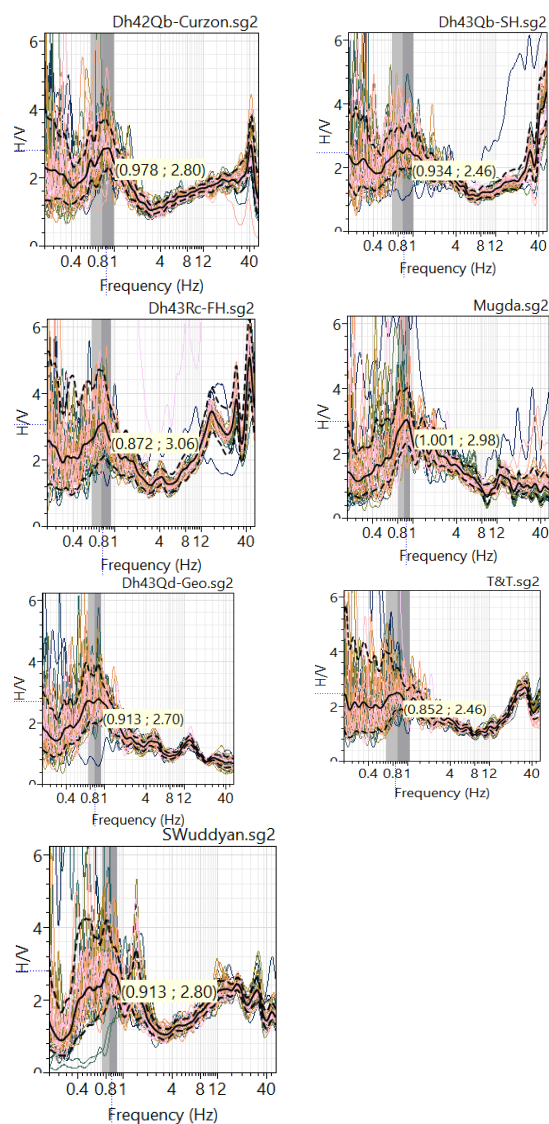 Dh42Qb-Curzon.sg2
6
4
2
0
H/V
(0.978 ; 2.80)
0.4 0.81 4 8 12 40
Frequency (Hz)
Dh43Qb-SH.sg2
6
4
2
0
H/V
(0.934 ; 2.46)
0.4 0.81 4 8 12 40
Frequency (Hz)
Dh43Rc-FH.sg2
6
4
2
0
H/V
(0.872 ; 3.06)
0.4 0.81 4 8 12 40
Frequency (Hz)
Mugda.sg2
6
4
2
0
H/V
(1.001 ; 2.98)
0.4 0.81 4 8 12 40
Frequency (Hz)
Dh43Qd-Geo.sg2
6
4
2
0
H/V
(0.913 ; 2.70)
0.4 0.81 4 8 12 40
Frequency (Hz)
T&T.sg2
6
4
2
0
H/V
(0.852 ; 2.46)
0.4 0.81 4 8 12 40
Frequency (Hz)
SWuddyan.sg2
6
4
2
0
H/V
(0.913 ; 2.80)
0.4 0.81 4 8 12 40
Frequency (Hz)